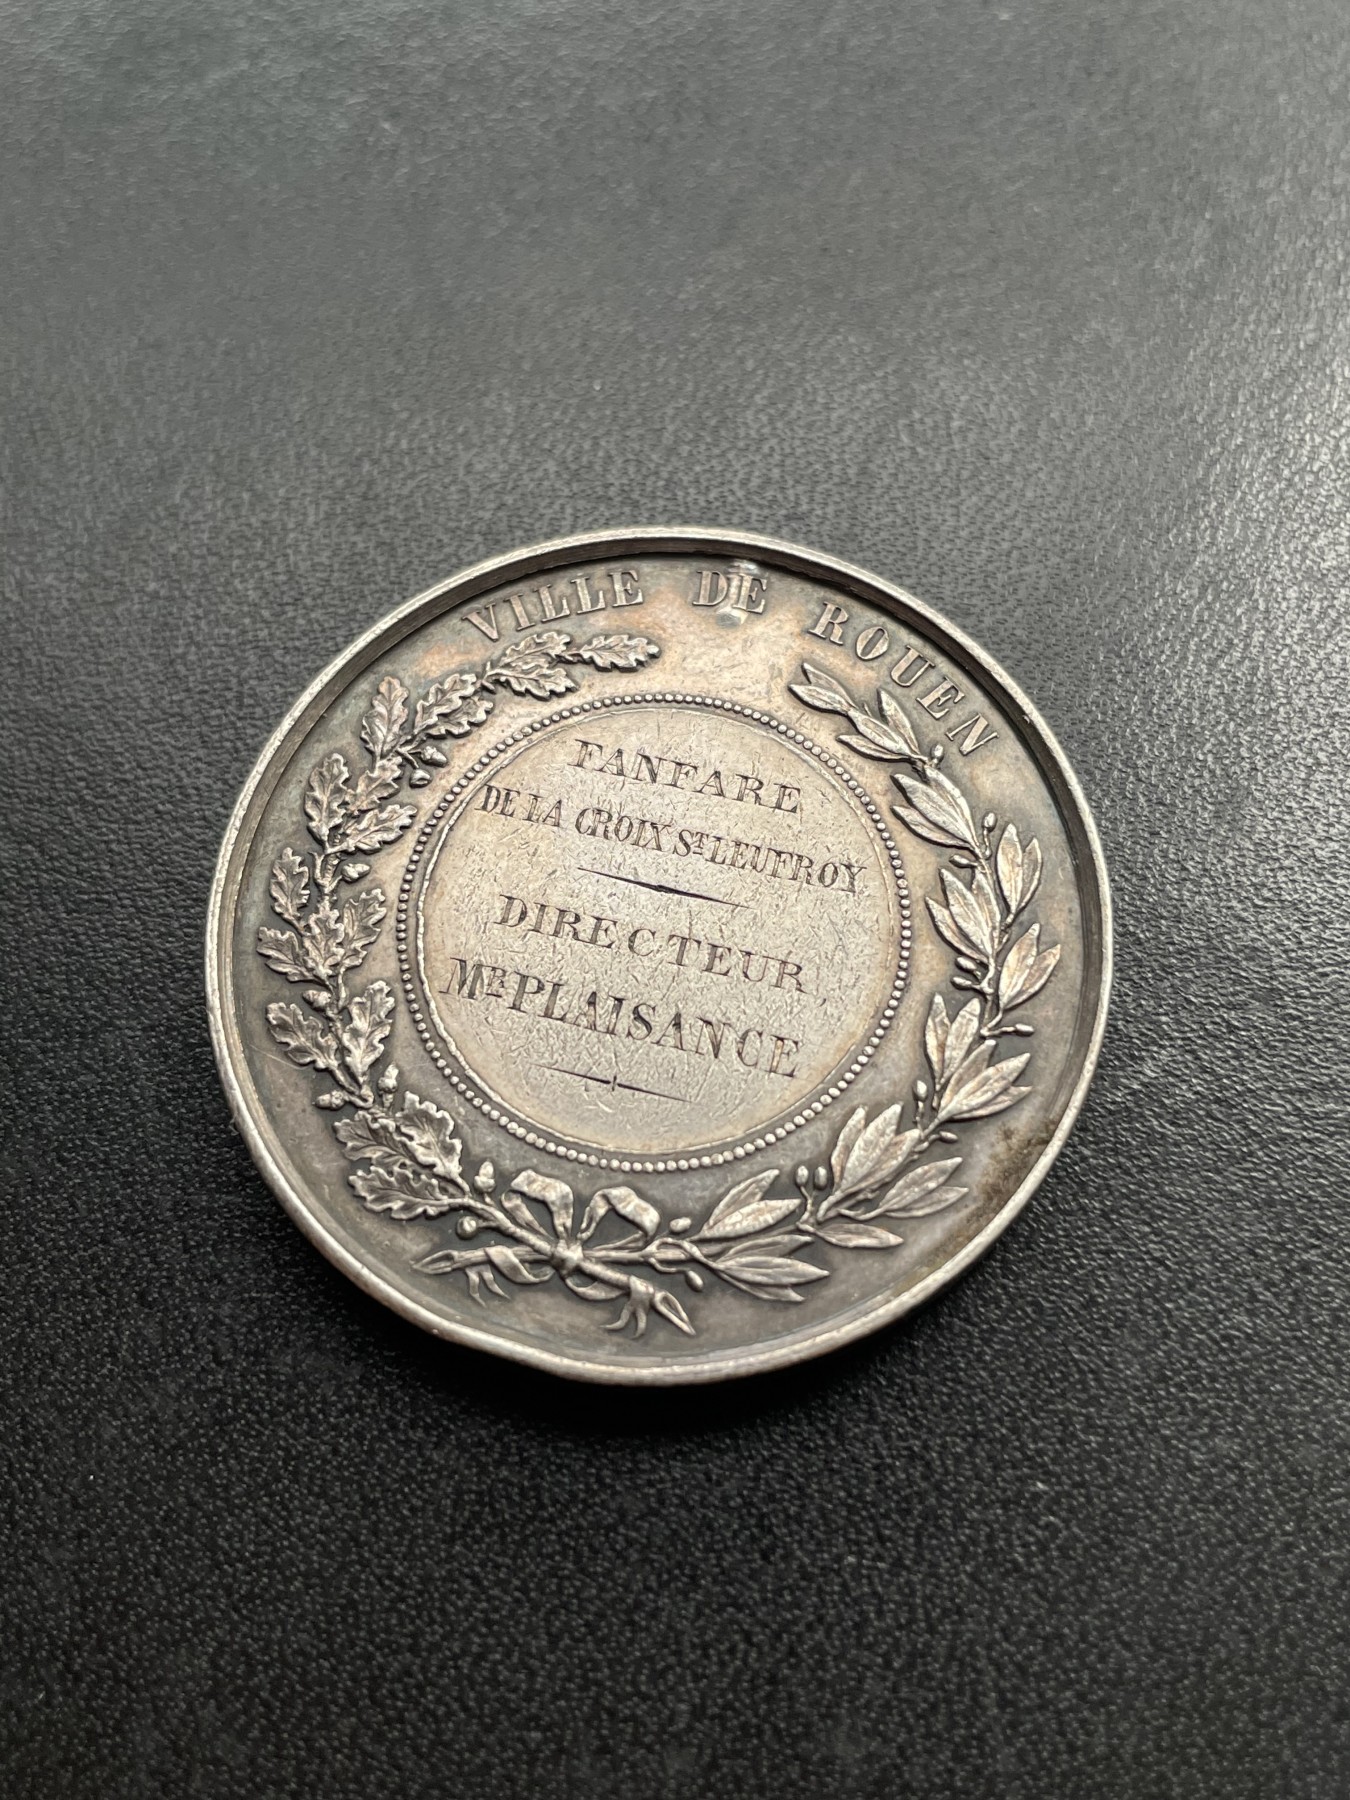 VILLE DE ROUEN
FANFARE
DE LA CROIX ST LEUFROY
DIRECTEUR
MR PLAISANCE